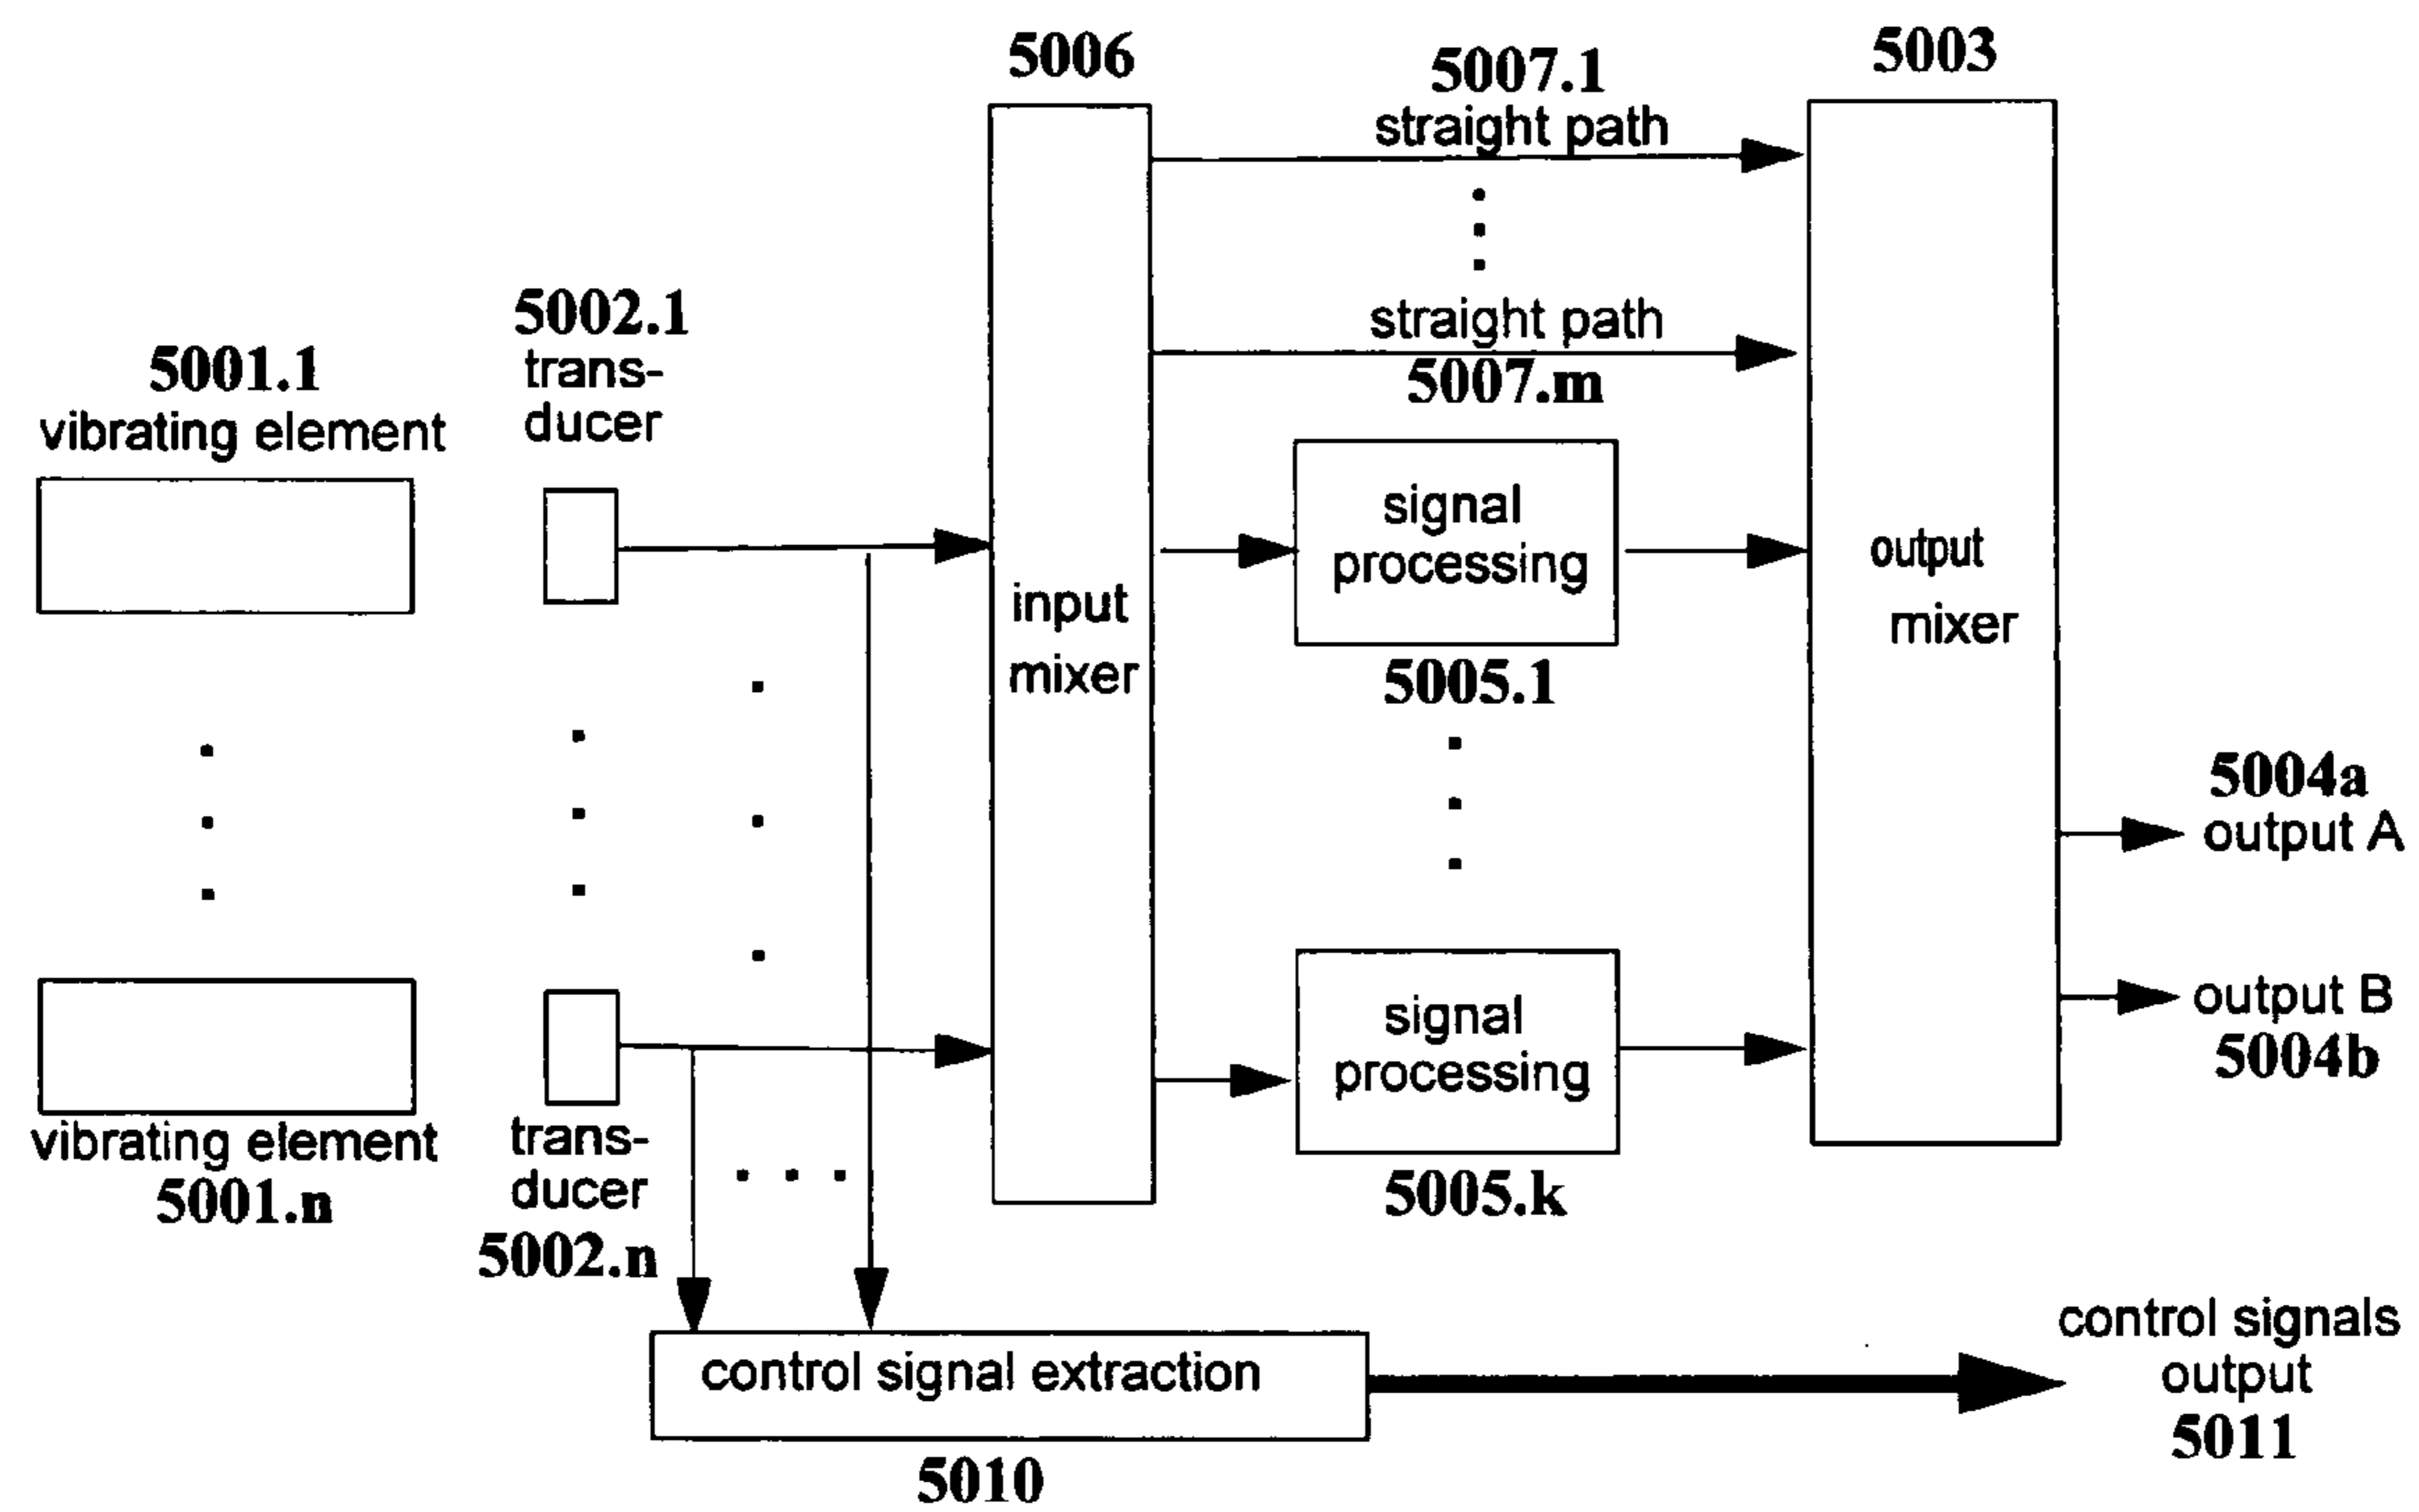 5006
5007.1
straight path
5003
straight path
5007.m
5002.1
trans-
ducer
5001.1
vibrating element
signal
processing
5005.1
input
mixer
output
mixer
5004a
output A
output B
5004b
signal
processing
5005.k
vibrating element
5001.n
trans-
ducer
5002.n
control signal extraction
5010
control signals
output
5011